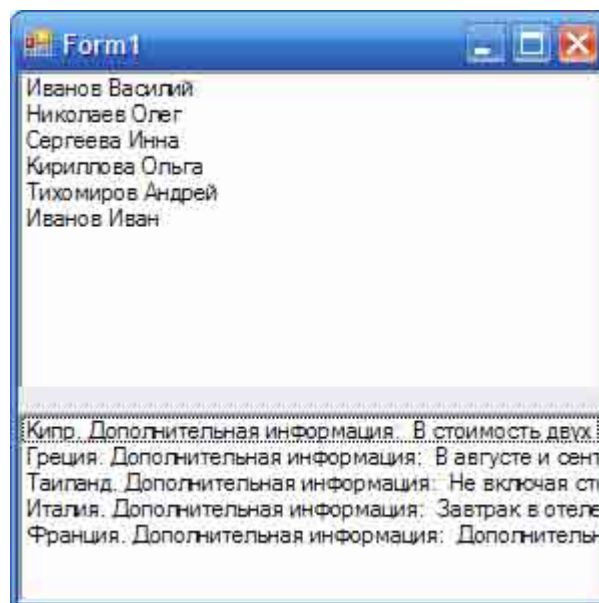 Form1
Иванов Василий
Николаев Олег
Сергеева Инна
Кириллова Ольга
Тихомиров Андрей
Иванов Иван
Кипр. Дополнительная информация: В стоимость двух
Греция. Дополнительная информация: В августе и сент
Таиланд. Дополнительная информация: Не включая ст
Италия. Дополнительная информация: Завтрак в отеле
Франция. Дополнительная информация: Дополнительн